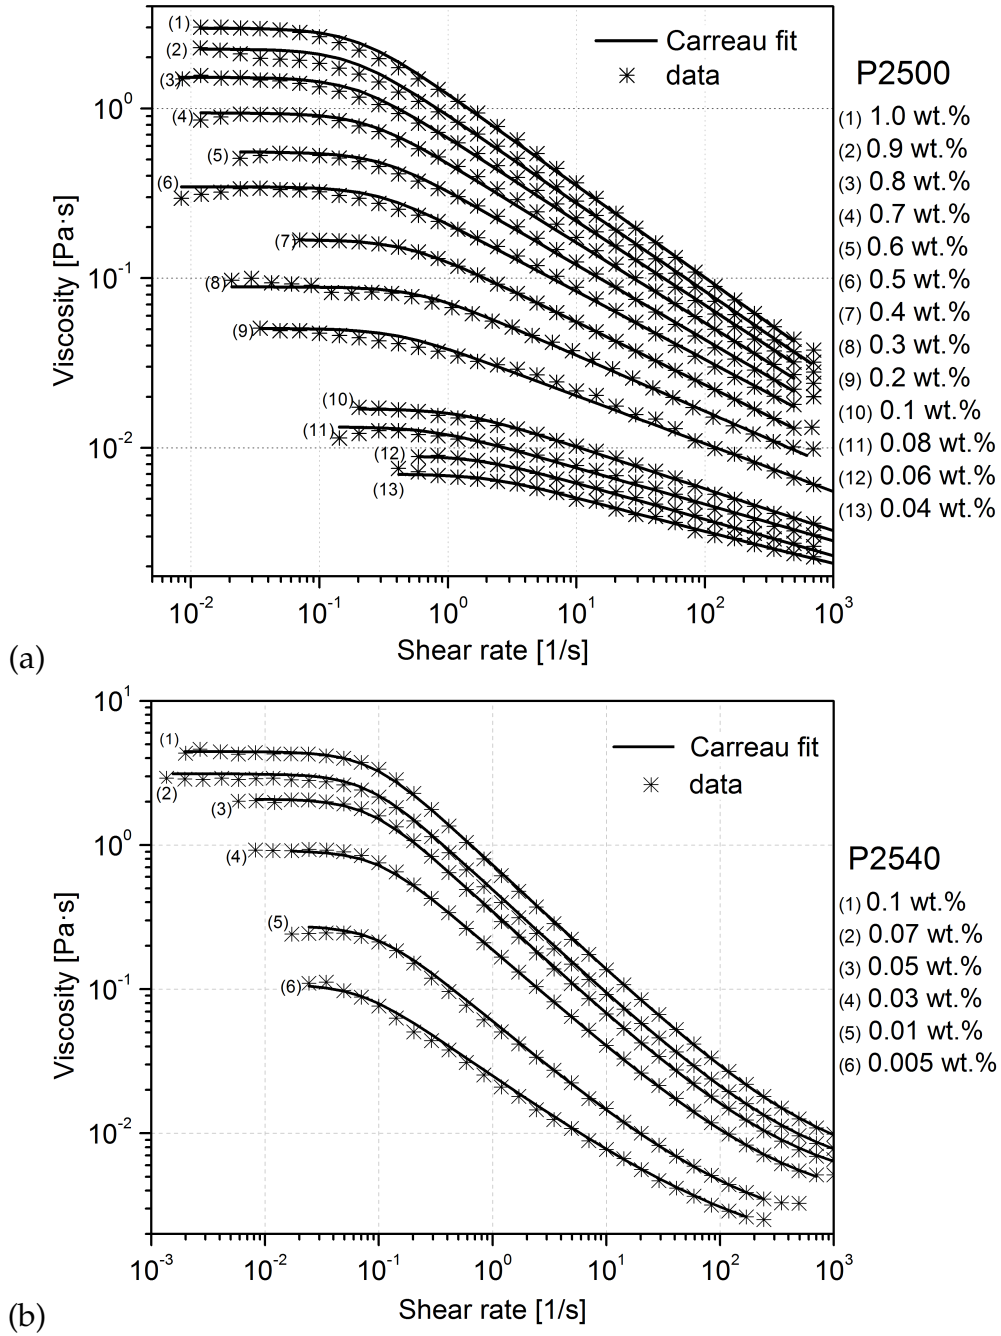 (1)
(2)
(3)
(4)
(5)
(6)
(7)
(8)
(9)
(10)
(11)
(12)
(13)
Carreau fit
data
P2500
(1) 1.0 wt.%
(2) 0.9 wt.%
(3) 0.8 wt.%
(4) 0.7 wt.%
(5) 0.6 wt.%
(6) 0.5 wt.%
(7) 0.4 wt.%
(8) 0.3 wt.%
(9) 0.2 wt.%
(10) 0.1 wt.%
(11) 0.08 wt.%
(12) 0.06 wt.%
(13) 0.04 wt.%
10⁰
10⁻¹
10⁻²
Viscosity [Pa·s]
10⁻² 10⁻¹ 10⁰ 10¹ 10² 10³
Shear rate [1/s]
(a)
10¹
10⁰
10⁻¹
10⁻²
Viscosity [Pa·s]
(1)
(2)
(3)
(4)
(5)
(6)
Carreau fit
data
P2540
(1) 0.1 wt.%
(2) 0.07 wt.%
(3) 0.05 wt.%
(4) 0.03 wt.%
(5) 0.01 wt.%
(6) 0.005 wt.%
10⁻³ 10⁻² 10⁻¹ 10⁰ 10¹ 10² 10³
Shear rate [1/s]
(b)